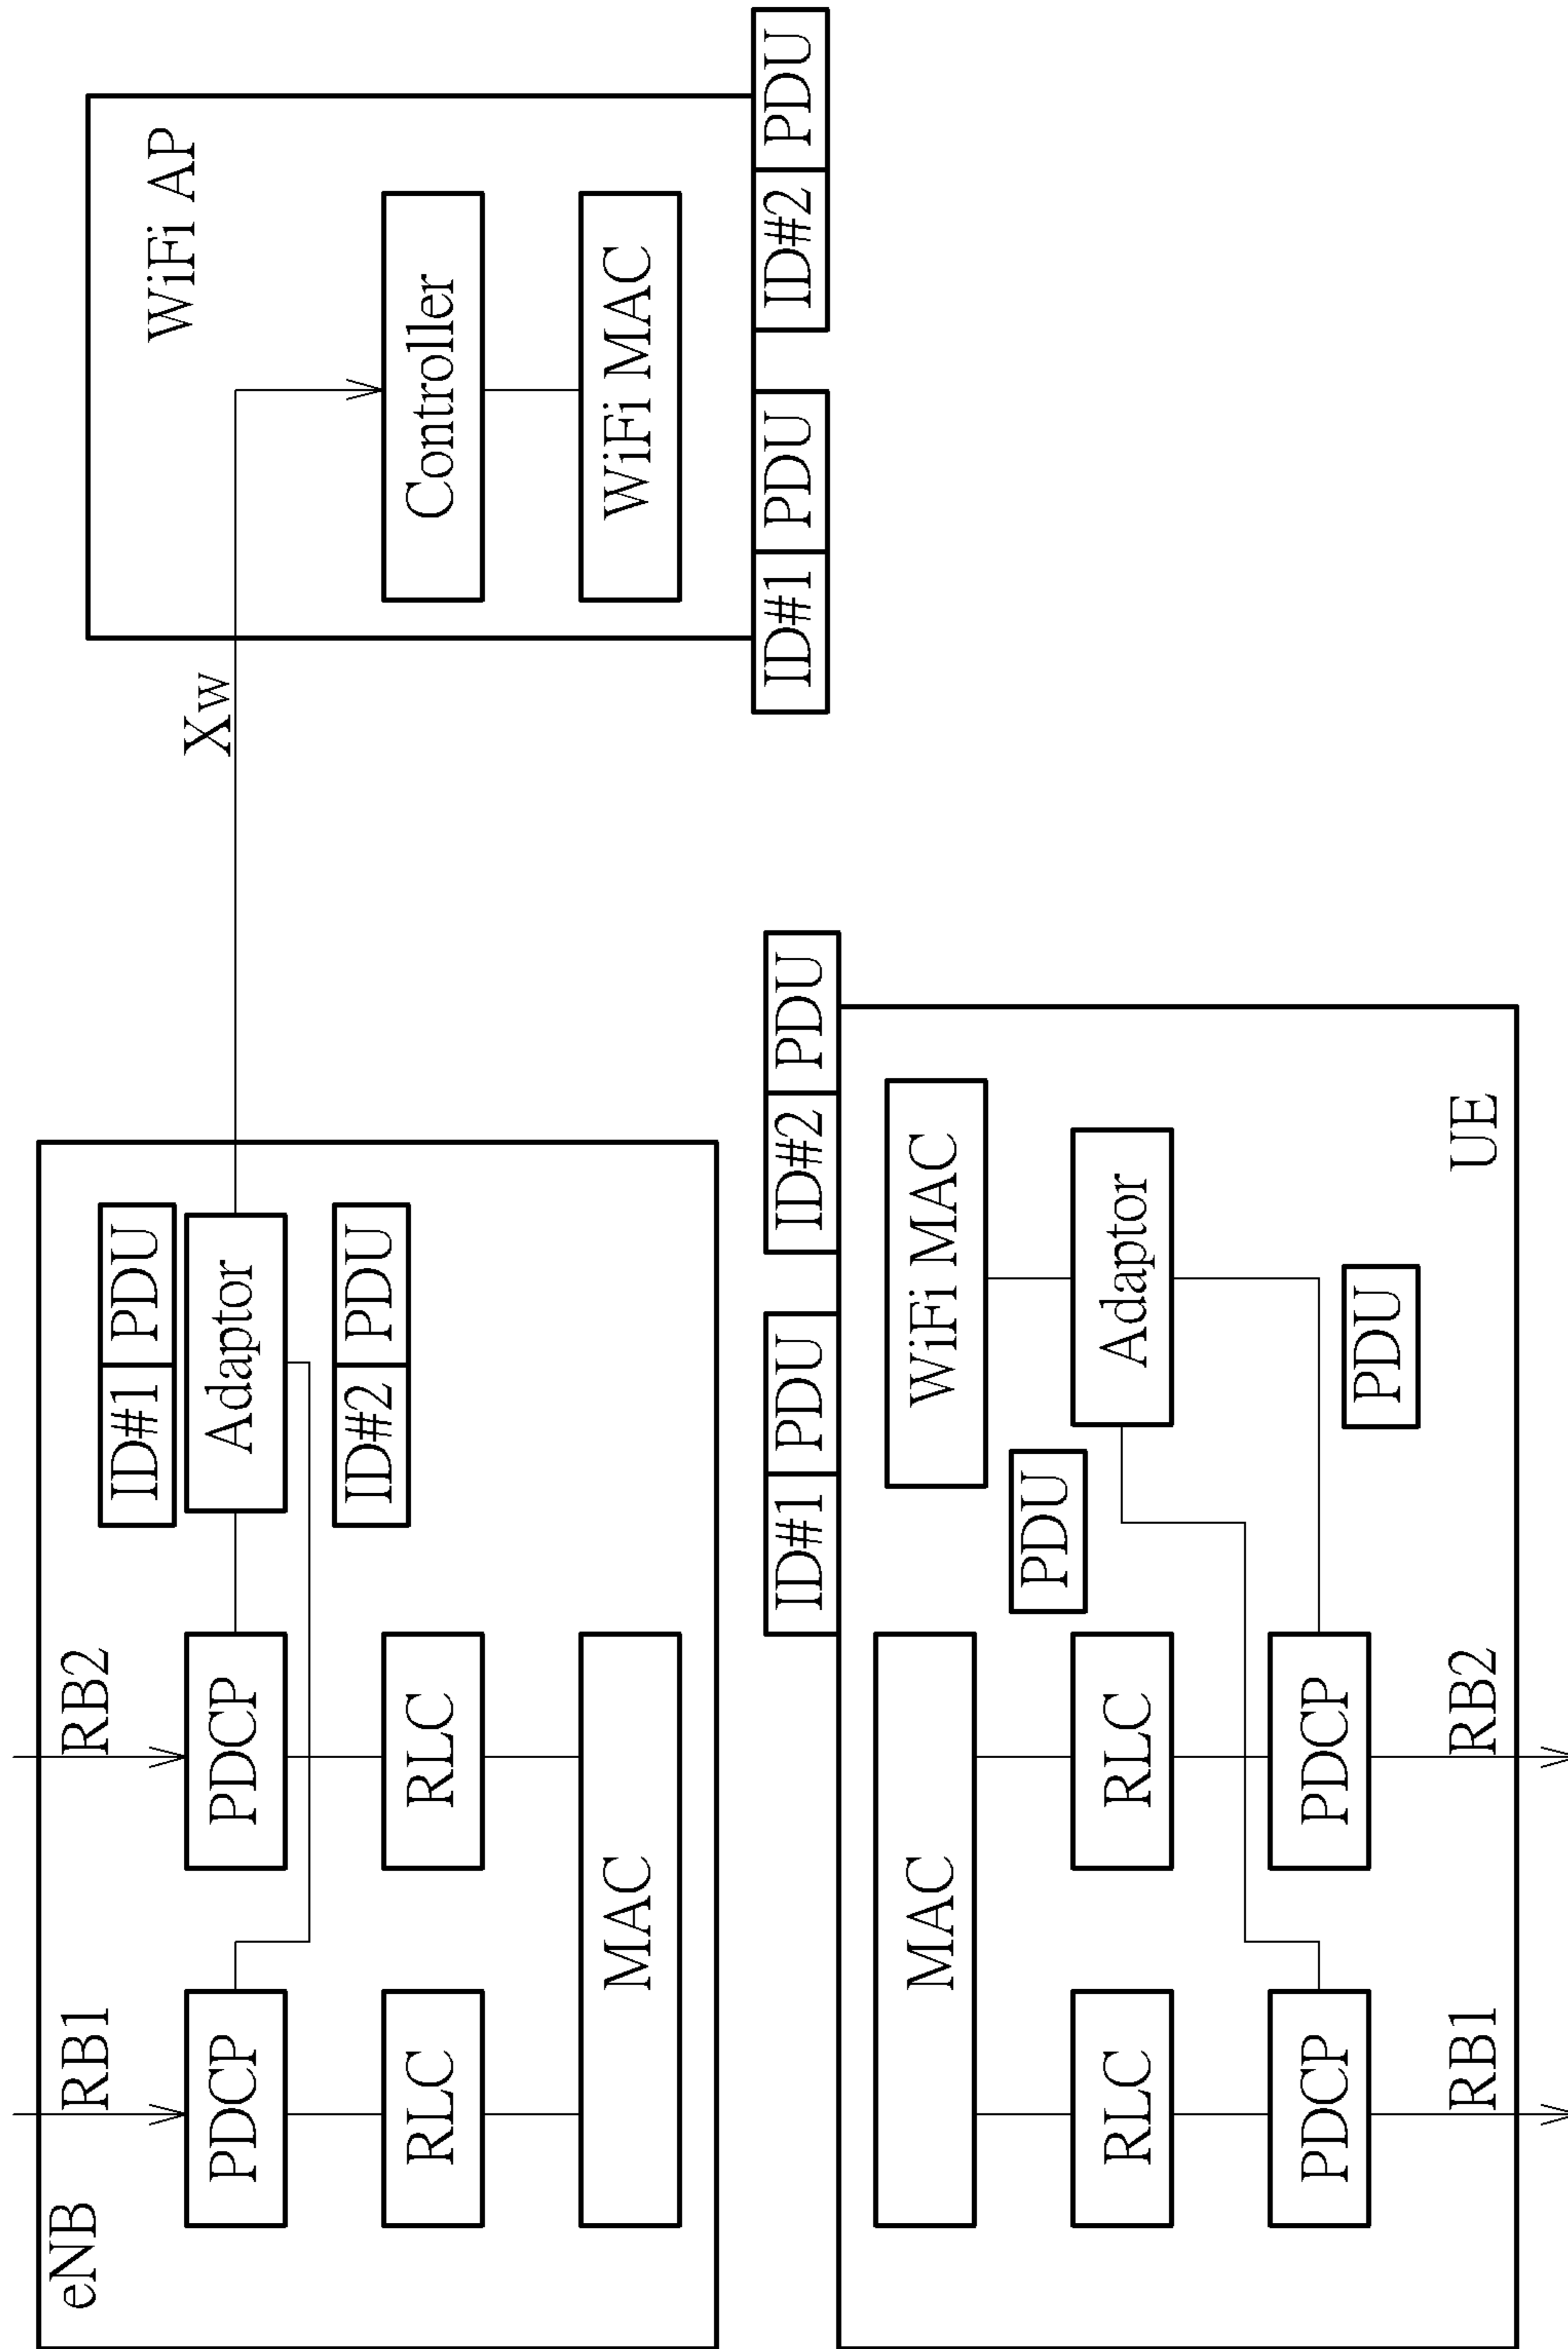 eNB
RB1
RB2
ID#1 PDU
PDCP
PDCP
Adaptor
ID#2 PDU
RLC
RLC
MAC
Xw
WiFi AP
Controller
WiFi MAC
ID#1 PDU
ID#2 PDU
ID#1 PDU
ID#2 PDU
MAC
WiFi MAC
PDU
RLC
RLC
Adaptor
PDCP
PDCP
PDU
RB1
RB2
UE